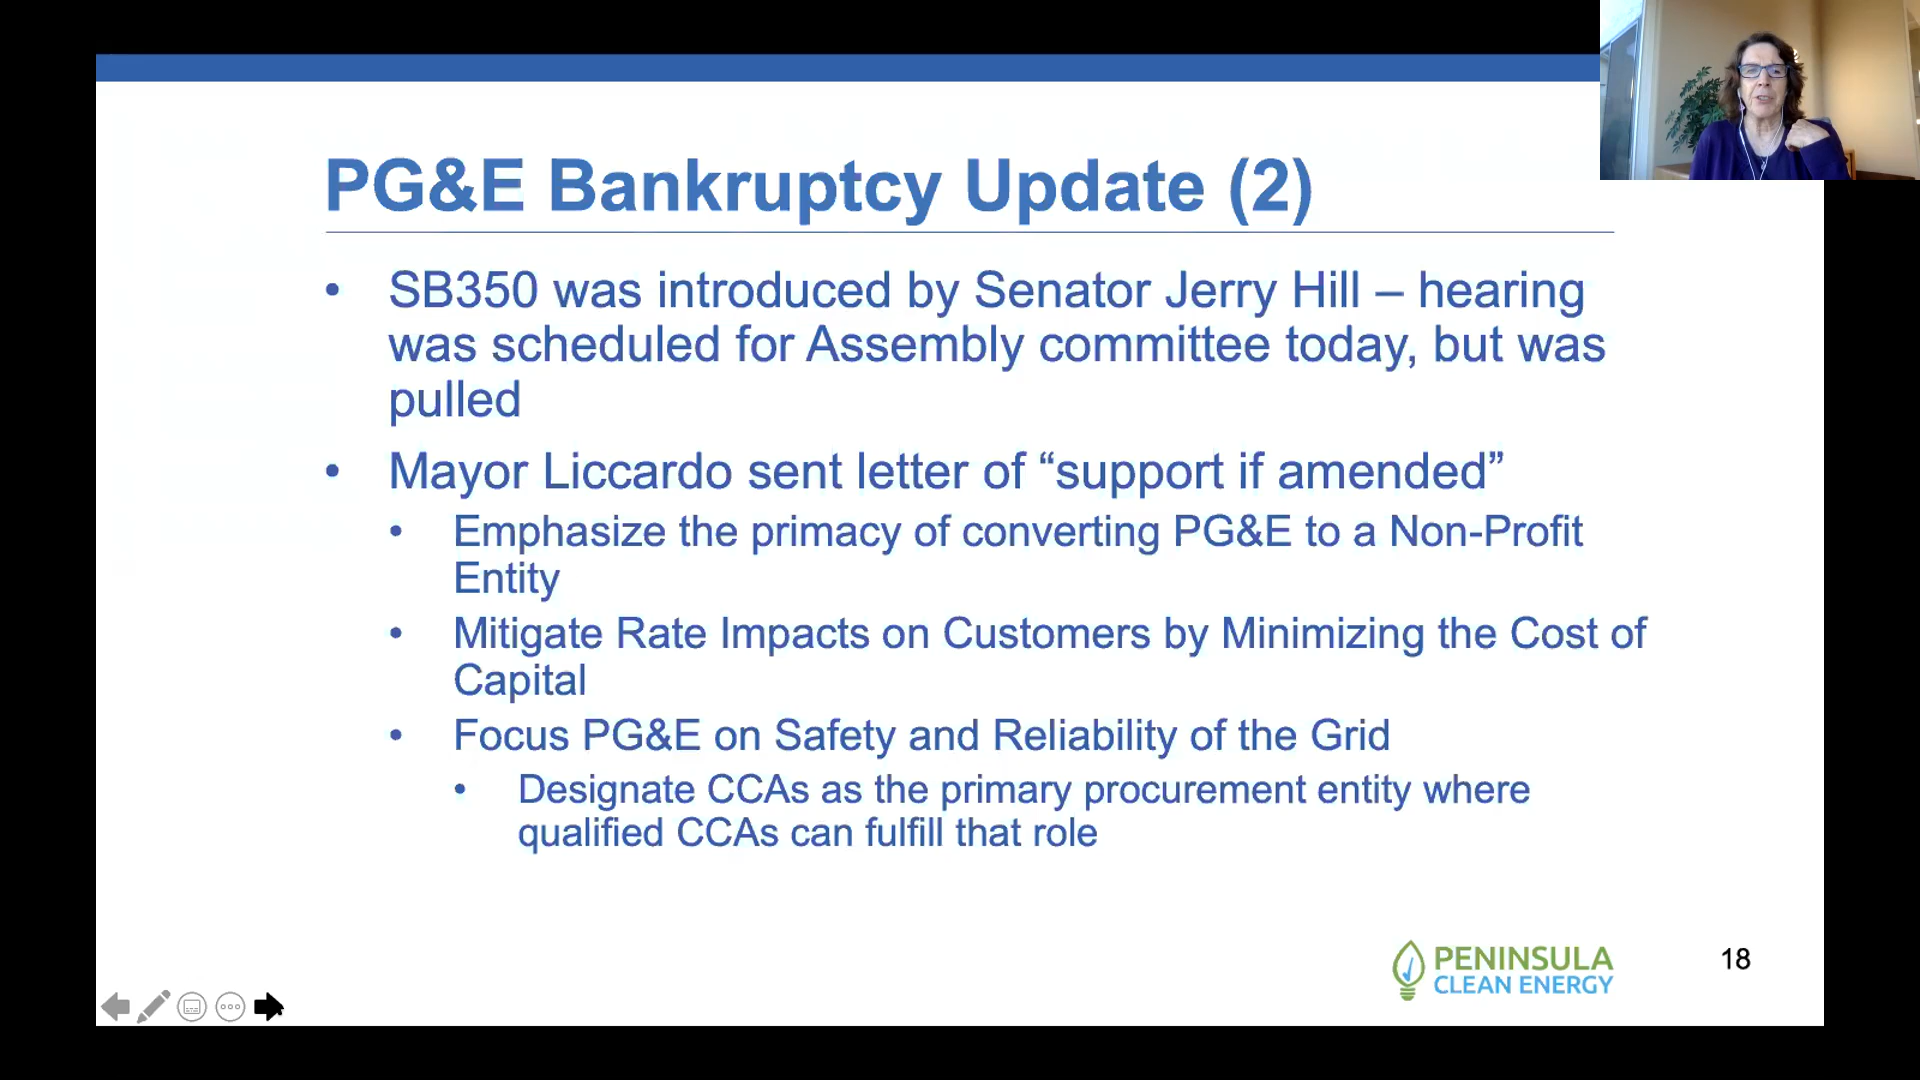 PG&E Bankruptcy Update (2)
• SB350 was introduced by Senator Jerry Hill – hearing
was scheduled for Assembly committee today, but was
pulled
• Mayor Liccardo sent letter of “support if amended”
• Emphasize the primacy of converting PG&E to a Non-Profit
Entity
• Mitigate Rate Impacts on Customers by Minimizing the Cost of
Capital
• Focus PG&E on Safety and Reliability of the Grid
• Designate CCAs as the primary procurement entity where
qualified CCAs can fulfill that role
PENINSULA
CLEAN ENERGY
18